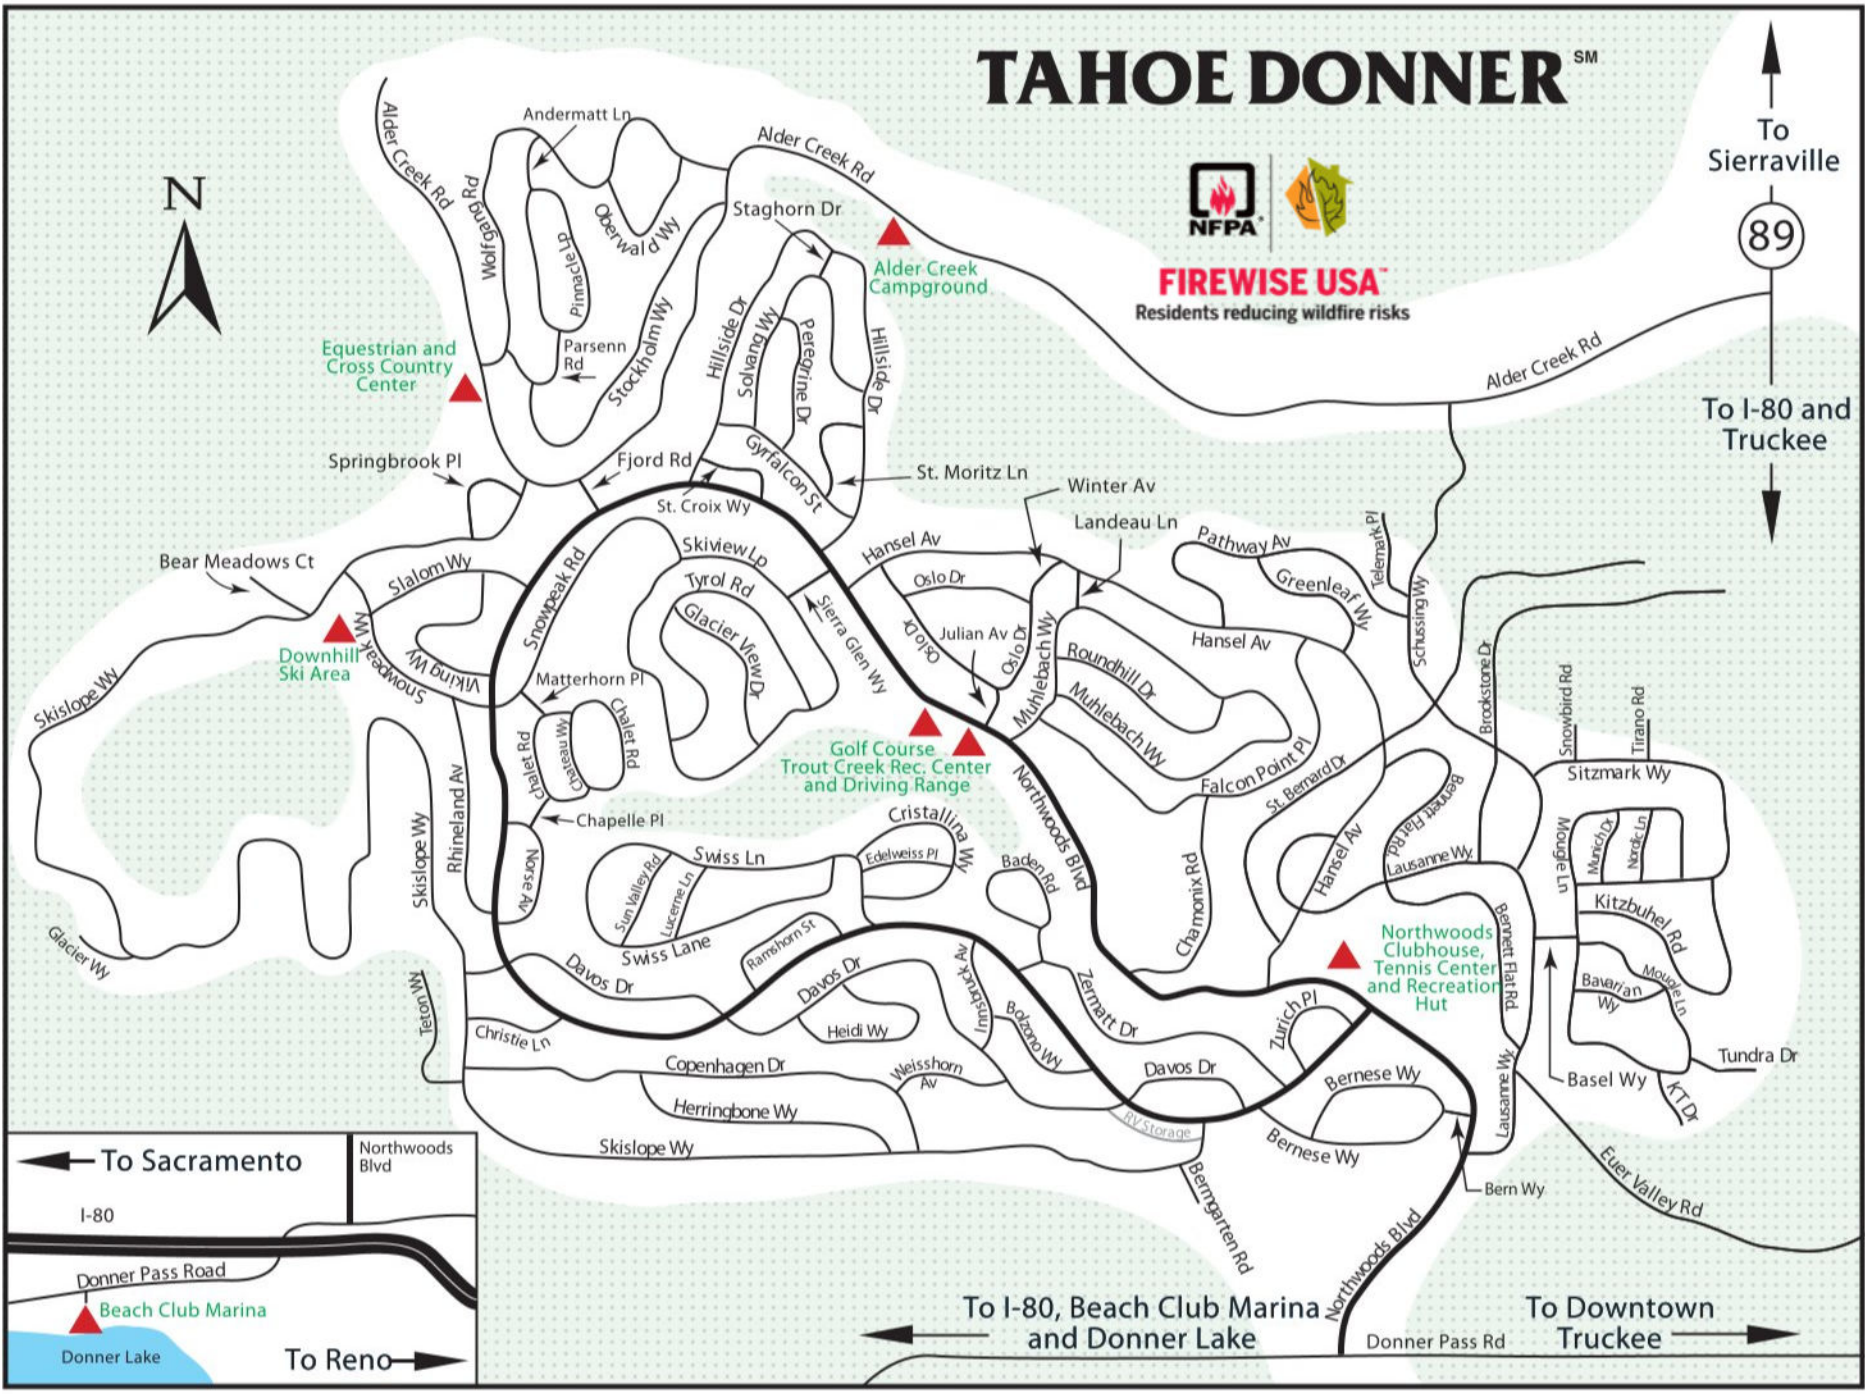 TAHOE DONNER SM
To
Sierraville
89
To I-80 and
Truckee
N
NFPA®
FIREWISE USA™
Residents reducing wildfire risks
Alder Creek Rd
Andermatt Ln
Alder Creek Rd
Wolfgang Rd
Pinnacle Lp
Oberwald Wy
Staghorn Dr
Alder Creek
Campground
Equestrian and
Cross Country
Center
Parsenn
Rd
Stockholm Wy
Hillside Dr
Solvang Wy
Peregrine Dr
Hillside Dr
Alder Creek Rd
Springbrook Pl
Fjord Rd
Gyrfalcon St
St. Moritz Ln
St. Croix Wy
Winter Av
Landeau Ln
Bear Meadows Ct
Slalom Wy
Snowpeak Rd
Skiview Lp
Tyrol Rd
Glacier View Dr
Sierra Glen Wy
Hansel Av
Oslo Dr
Oslo Dr
Julian Av
Oslo Dr
Muhlebach Wy
Pathway Av
Greenleaf Wy
Telemark Pl
Schussing Wy
Hansel Av
Roundhill Dr
Muhlebach Wy
Downhill
Ski Area
Snowpeak Wy
Viking Wy
Skislope Wy
Matterhorn Pl
Chalet Rd
Chateau Wy
Chalet Rd
Chapelle Pl
Golf Course
Trout Creek Rec. Center
and Driving Range
Falcon Point Pl
St. Bernard Dr
Brookstone Dr
Snowbird Rd
Tirano Rd
Sitzmark Wy
Bennett Flat Rd.
Lausanne Wy.
Mougle Ln
Munich Dr
Nordic Ln
Kitzbuhel Rd
Mougle Ln
Bavarian
Wy
Northwoods Blvd
Skislope Wy
Rhineland Av
Norse Av
Swiss Ln
Sun Valley Rd
Lucerne Ln
Swiss Lane
Cristallina Wy
Edelweiss Pl
Baden Rd
Chamonix Rd
Hansel Av
Northwoods
Clubhouse,
Tennis Center
and Recreation
Hut
Bennett Flat Rd.
Glacier Wy
Teton Wy
Davos Dr
Ramshorn St
Davos Dr
Innsbruck Av
Bolzono Wy
Zermatt Dr
Zurich Pl
Christie Ln
Heidi Wy
Copenhagen Dr
Weisshorn
Av
Davos Dr
Bernese Wy
Lausanne Wy
Basel Wy
Tundra Dr
KT Dr
Herringbone Wy
RV Storage
Skislope Wy
Bernese Wy
Bermgarten Rd
Bern Wy
Euer Valley Rd
Northwoods Blvd
To Sacramento
Northwoods
Blvd
I-80
Donner Pass Road
Beach Club Marina
Donner Lake
To Reno
To I-80, Beach Club Marina
and Donner Lake
To Downtown
Truckee
Donner Pass Rd